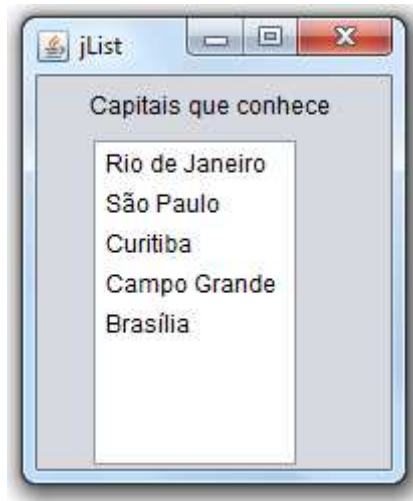 jList
Capitais que conhece
Rio de Janeiro
São Paulo
Curitiba
Campo Grande
Brasília